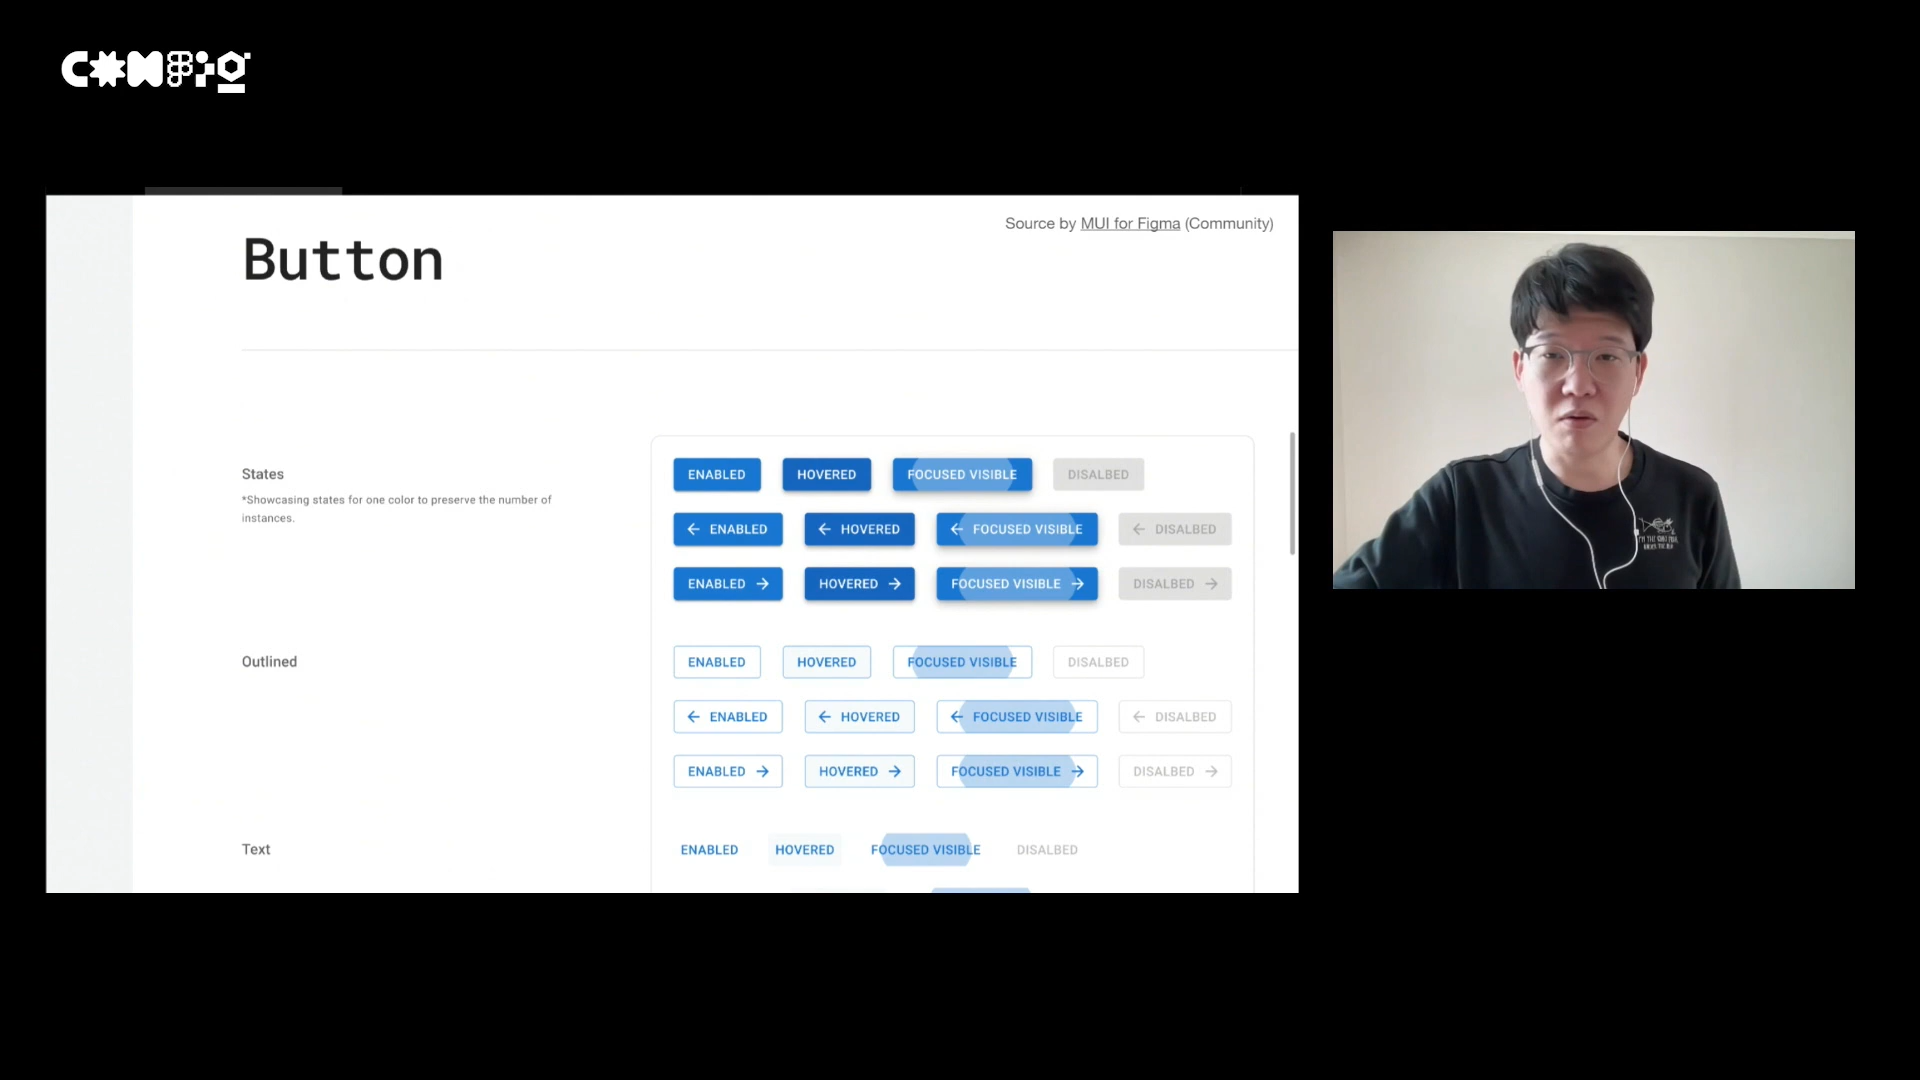 CONFIG
Source by MUI for Figma (Community)
Button
States
*Showcasing states for one color to preserve the number of
instances.
ENABLED HOVERED FOCUSED VISIBLE DISALBED
← ENABLED ← HOVERED ← FOCUSED VISIBLE ← DISALBED
ENABLED → HOVERED → FOCUSED VISIBLE → DISALBED →
Outlined
ENABLED HOVERED FOCUSED VISIBLE DISALBED
← ENABLED ← HOVERED ← FOCUSED VISIBLE ← DISALBED
ENABLED → HOVERED → FOCUSED VISIBLE → DISALBED →
Text
ENABLED HOVERED FOCUSED VISIBLE DISALBED